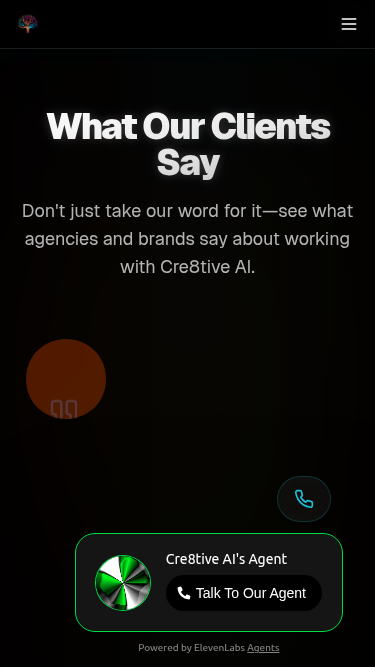 What Our Clients
Say
Don't just take our word for it—see what
agencies and brands say about working
with Cre8tive AI.
Cre8tive AI's Agent
Talk To Our Agent
Powered by ElevenLabs Agents